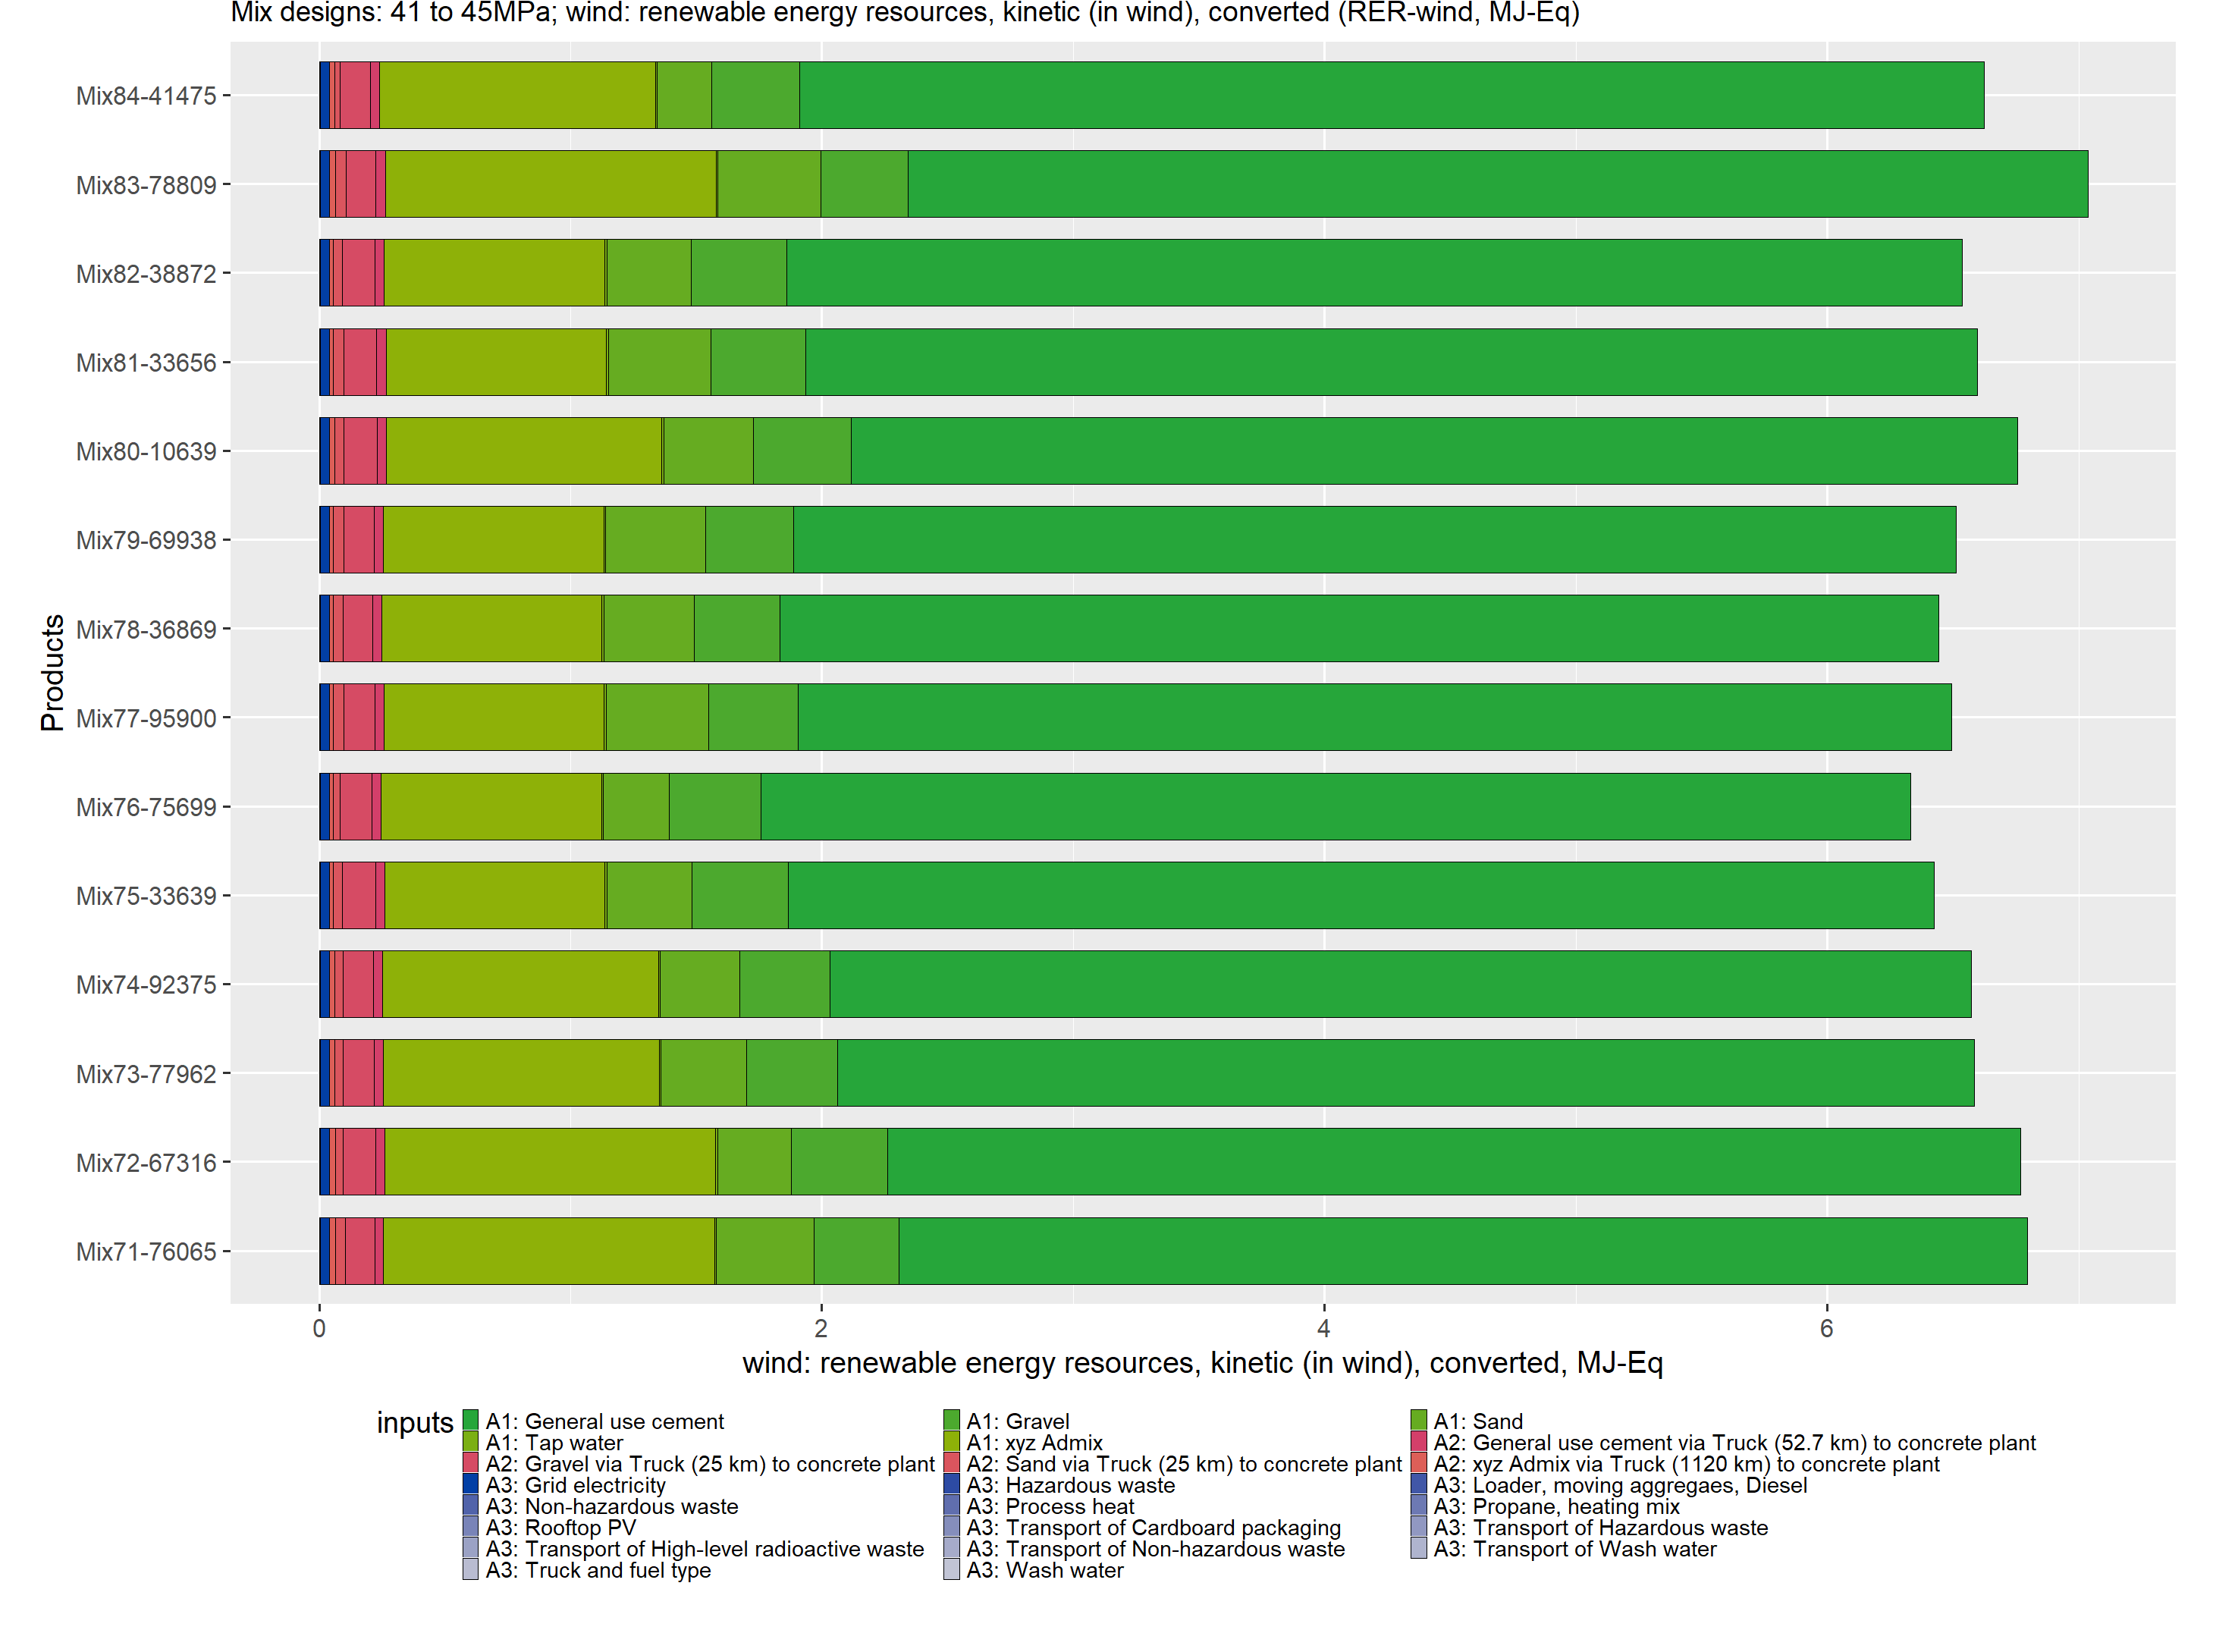 Mix designs: 41 to 45MPa; wind: renewable energy resources, kinetic (in wind), converted (RER-wind, MJ-Eq)
Mix84-41475
Mix83-78809
Mix82-38872
Mix81-33656
Mix80-10639
Mix79-69938
Mix78-36869
Mix77-95900
Mix76-75699
Mix75-33639
Mix74-92375
Mix73-77962
Mix72-67316
Mix71-76065
Products
0 2 4 6
wind: renewable energy resources, kinetic (in wind), converted, MJ-Eq
inputs
A1: General use cement A1: Gravel A1: Sand
A1: Tap water A1: xyz Admix A2: General use cement via Truck (52.7 km) to concrete plant
A2: Gravel via Truck (25 km) to concrete plant A2: Sand via Truck (25 km) to concrete plant A2: xyz Admix via Truck (1120 km) to concrete plant
A3: Grid electricity A3: Hazardous waste A3: Loader, moving aggregaes, Diesel
A3: Non-hazardous waste A3: Process heat A3: Propane, heating mix
A3: Rooftop PV A3: Transport of Cardboard packaging A3: Transport of Hazardous waste
A3: Transport of High-level radioactive waste A3: Transport of Non-hazardous waste A3: Transport of Wash water
A3: Truck and fuel type A3: Wash water